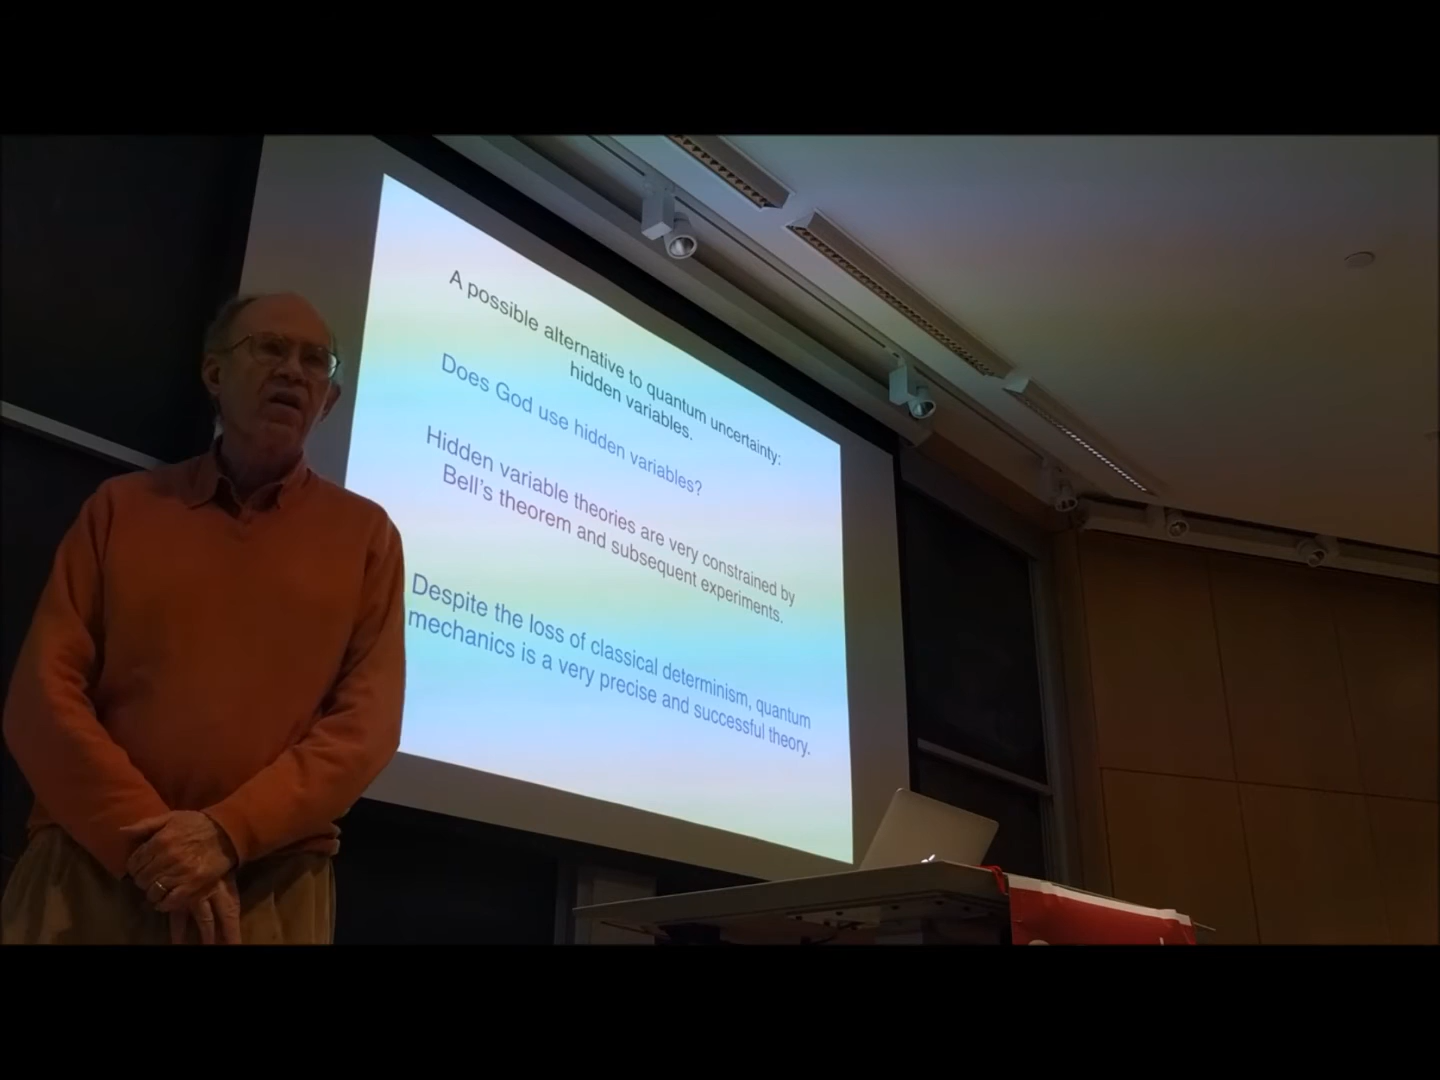 A possible alternative to quantum uncertainty:
hidden variables.
Does God use hidden variables?
Hidden variable theories are very constrained by
Bell's theorem and subsequent experiments.
Despite the loss of classical determinism, quantum
mechanics is a very precise and successful theory.